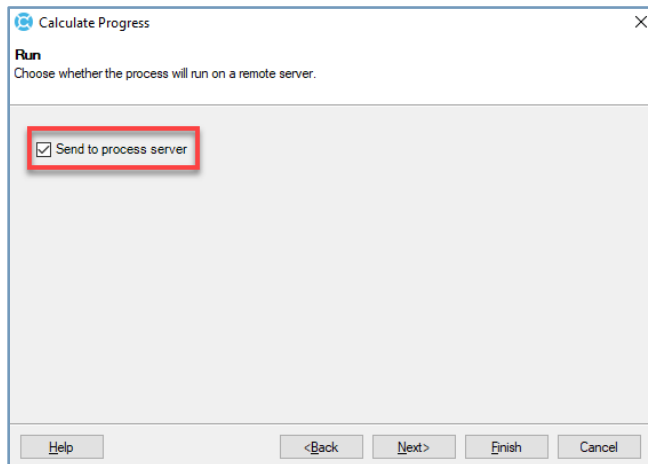 Calculate Progress
Run
Choose whether the process will run on a remote server.
Send to process server
Help
<Back
Next>
Finish
Cancel